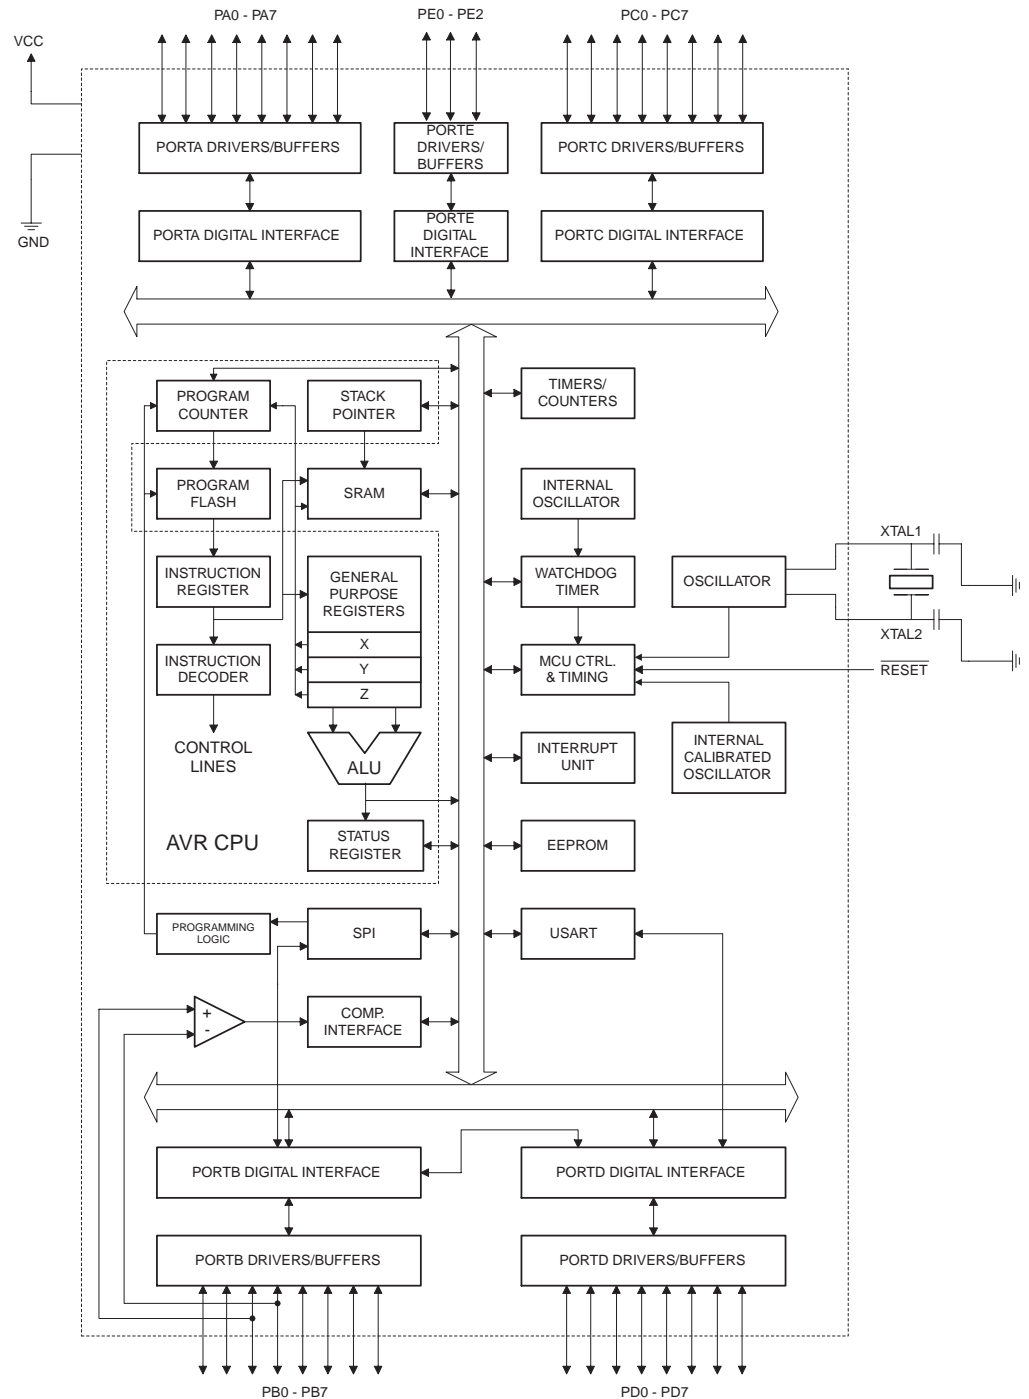 PA0 - PA7
PE0 - PE2
PC0 - PC7
VCC
GND
PORTA DRIVERS/BUFFERS
PORTE
DRIVERS/
BUFFERS
PORTC DRIVERS/BUFFERS
PORTA DIGITAL INTERFACE
PORTE
DIGITAL
INTERFACE
PORTC DIGITAL INTERFACE
PROGRAM
COUNTER
STACK
POINTER
TIMERS/
COUNTERS
PROGRAM
FLASH
SRAM
INTERNAL
OSCILLATOR
XTAL1
INSTRUCTION
REGISTER
GENERAL
PURPOSE
REGISTERS
WATCHDOG
TIMER
OSCILLATOR
X
XTAL2
INSTRUCTION
DECODER
Y
Z
MCU CTRL.
& TIMING
RESET
CONTROL
LINES
ALU
INTERRUPT
UNIT
INTERNAL
CALIBRATED
OSCILLATOR
AVR CPU
STATUS
REGISTER
EEPROM
PROGRAMMING
LOGIC
SPI
USART
+
-
COMP.
INTERFACE
PORTB DIGITAL INTERFACE
PORTD DIGITAL INTERFACE
PORTB DRIVERS/BUFFERS
PORTD DRIVERS/BUFFERS
PB0 - PB7
PD0 - PD7